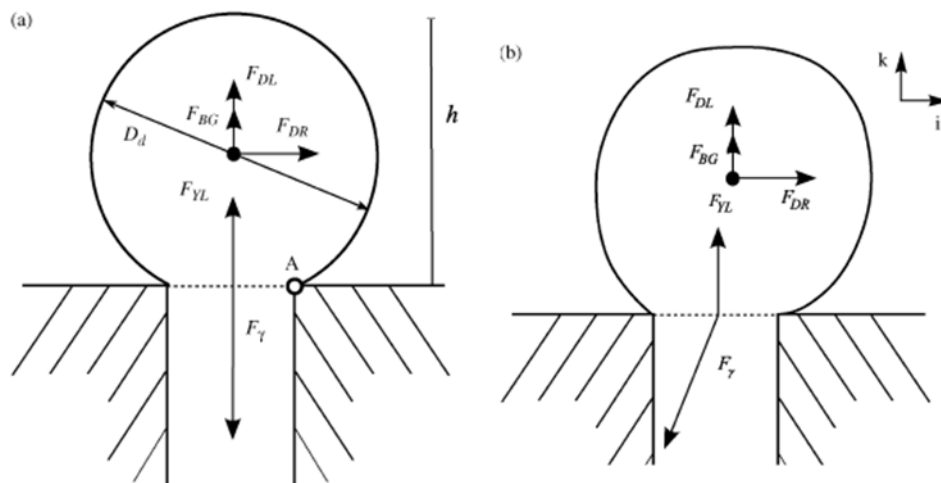 (a)
F_DL
F_BG
F_DR
D_d
h
F_YL
A
F_γ
(b)
k
i
F_DL
F_BG
F_YL
F_DR
F_γ